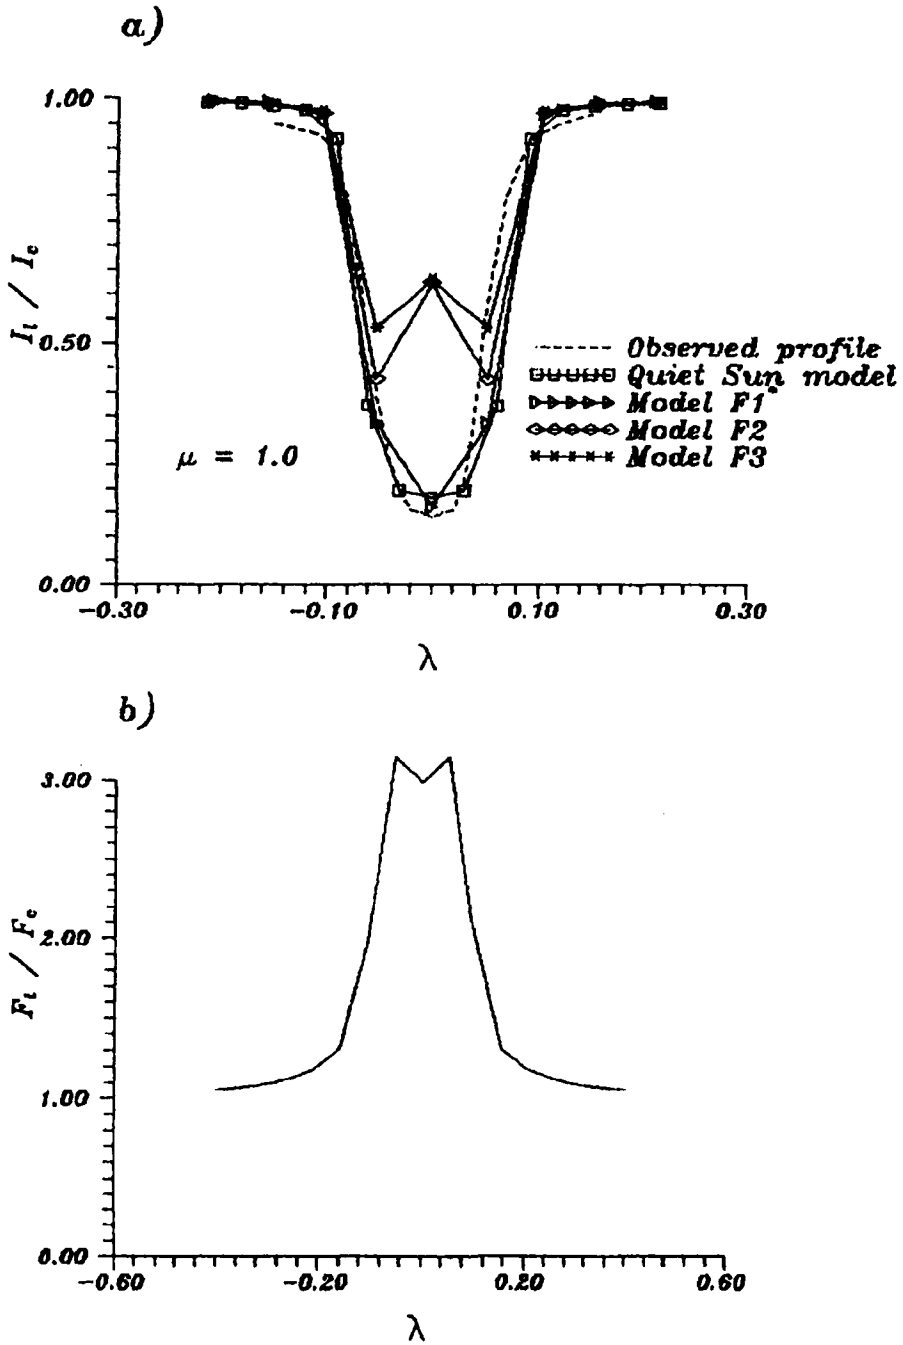 a)
1.00
I_l / I_c
0.50
0.00
μ = 1.0
Observed profile
Quiet Sun model
Model F1*
Model F2
Model F3
−0.30 −0.10 0.10 0.30
λ
b)
3.00
F_l / F_c
2.00
1.00
0.00
−0.60 −0.20 0.20 0.60
λ